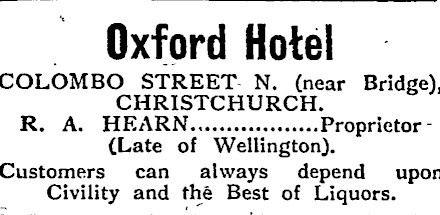 Oxford Hotel
COLOMBO STREET N. (near Bridge),
CHRISTCHURCH.
R. A. HEARN..................Proprietor
(Late of Wellington).
Customers can always depend upon
Civility and the Best of Liquors.